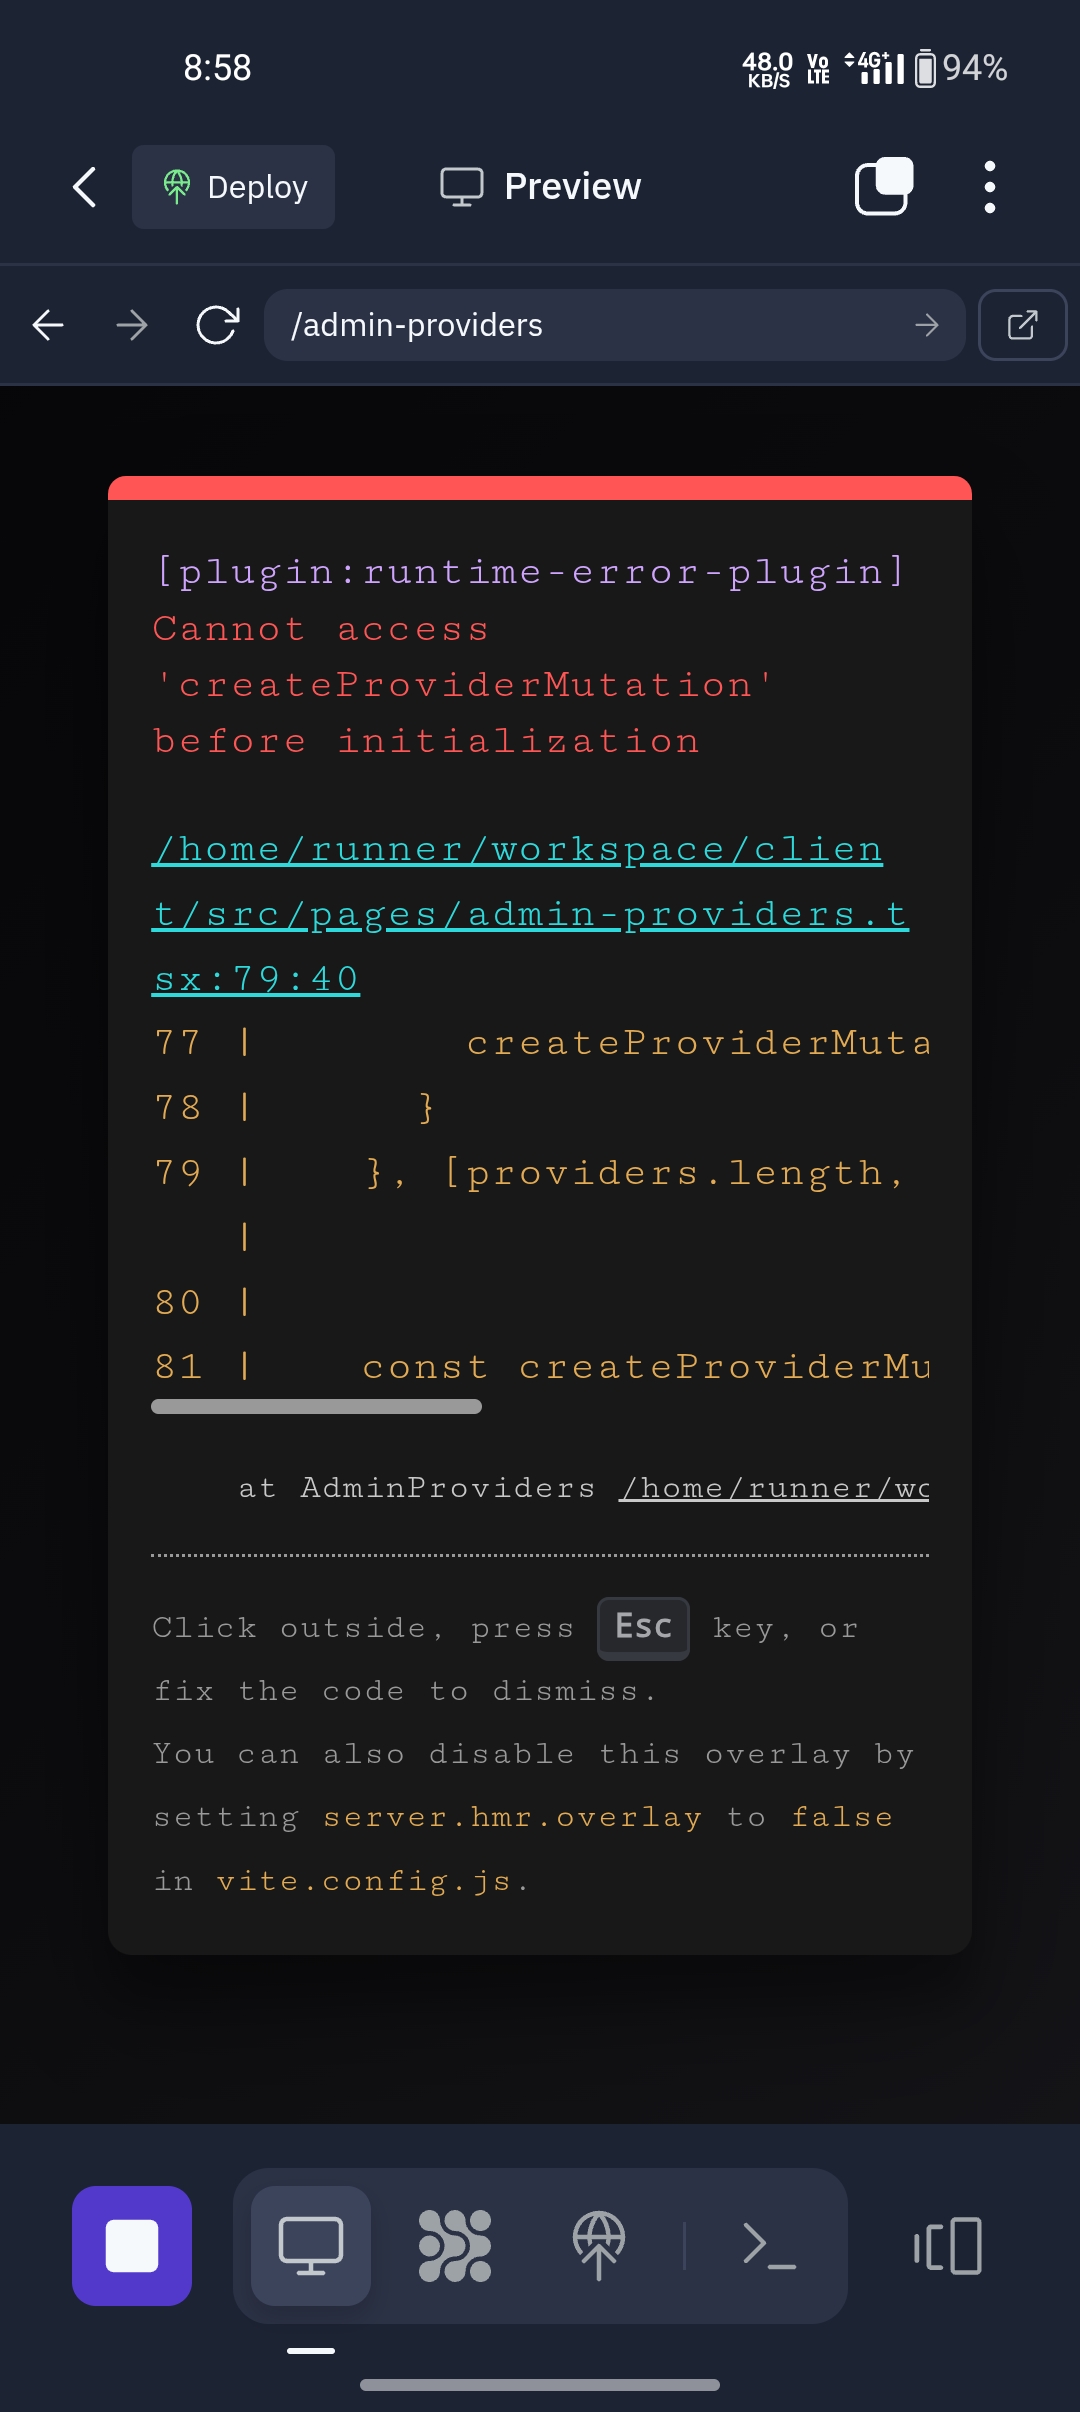 8:58
48.0 KB/S Vo LTE 4G+ 94%
Deploy
Preview
/admin-providers
[plugin:runtime-error-plugin]
Cannot access
'createProviderMutation'
before initialization
/home/runner/workspace/clien
t/src/pages/admin-providers.t
sx:79:40
77 | createProviderMuta
78 | }
79 | }, [providers.length,
|
80 |
81 | const createProviderMu
at AdminProviders /home/runner/wo
Click outside, press Esc key, or
fix the code to dismiss.
You can also disable this overlay by
setting server.hmr.overlay to false
in vite.config.js.